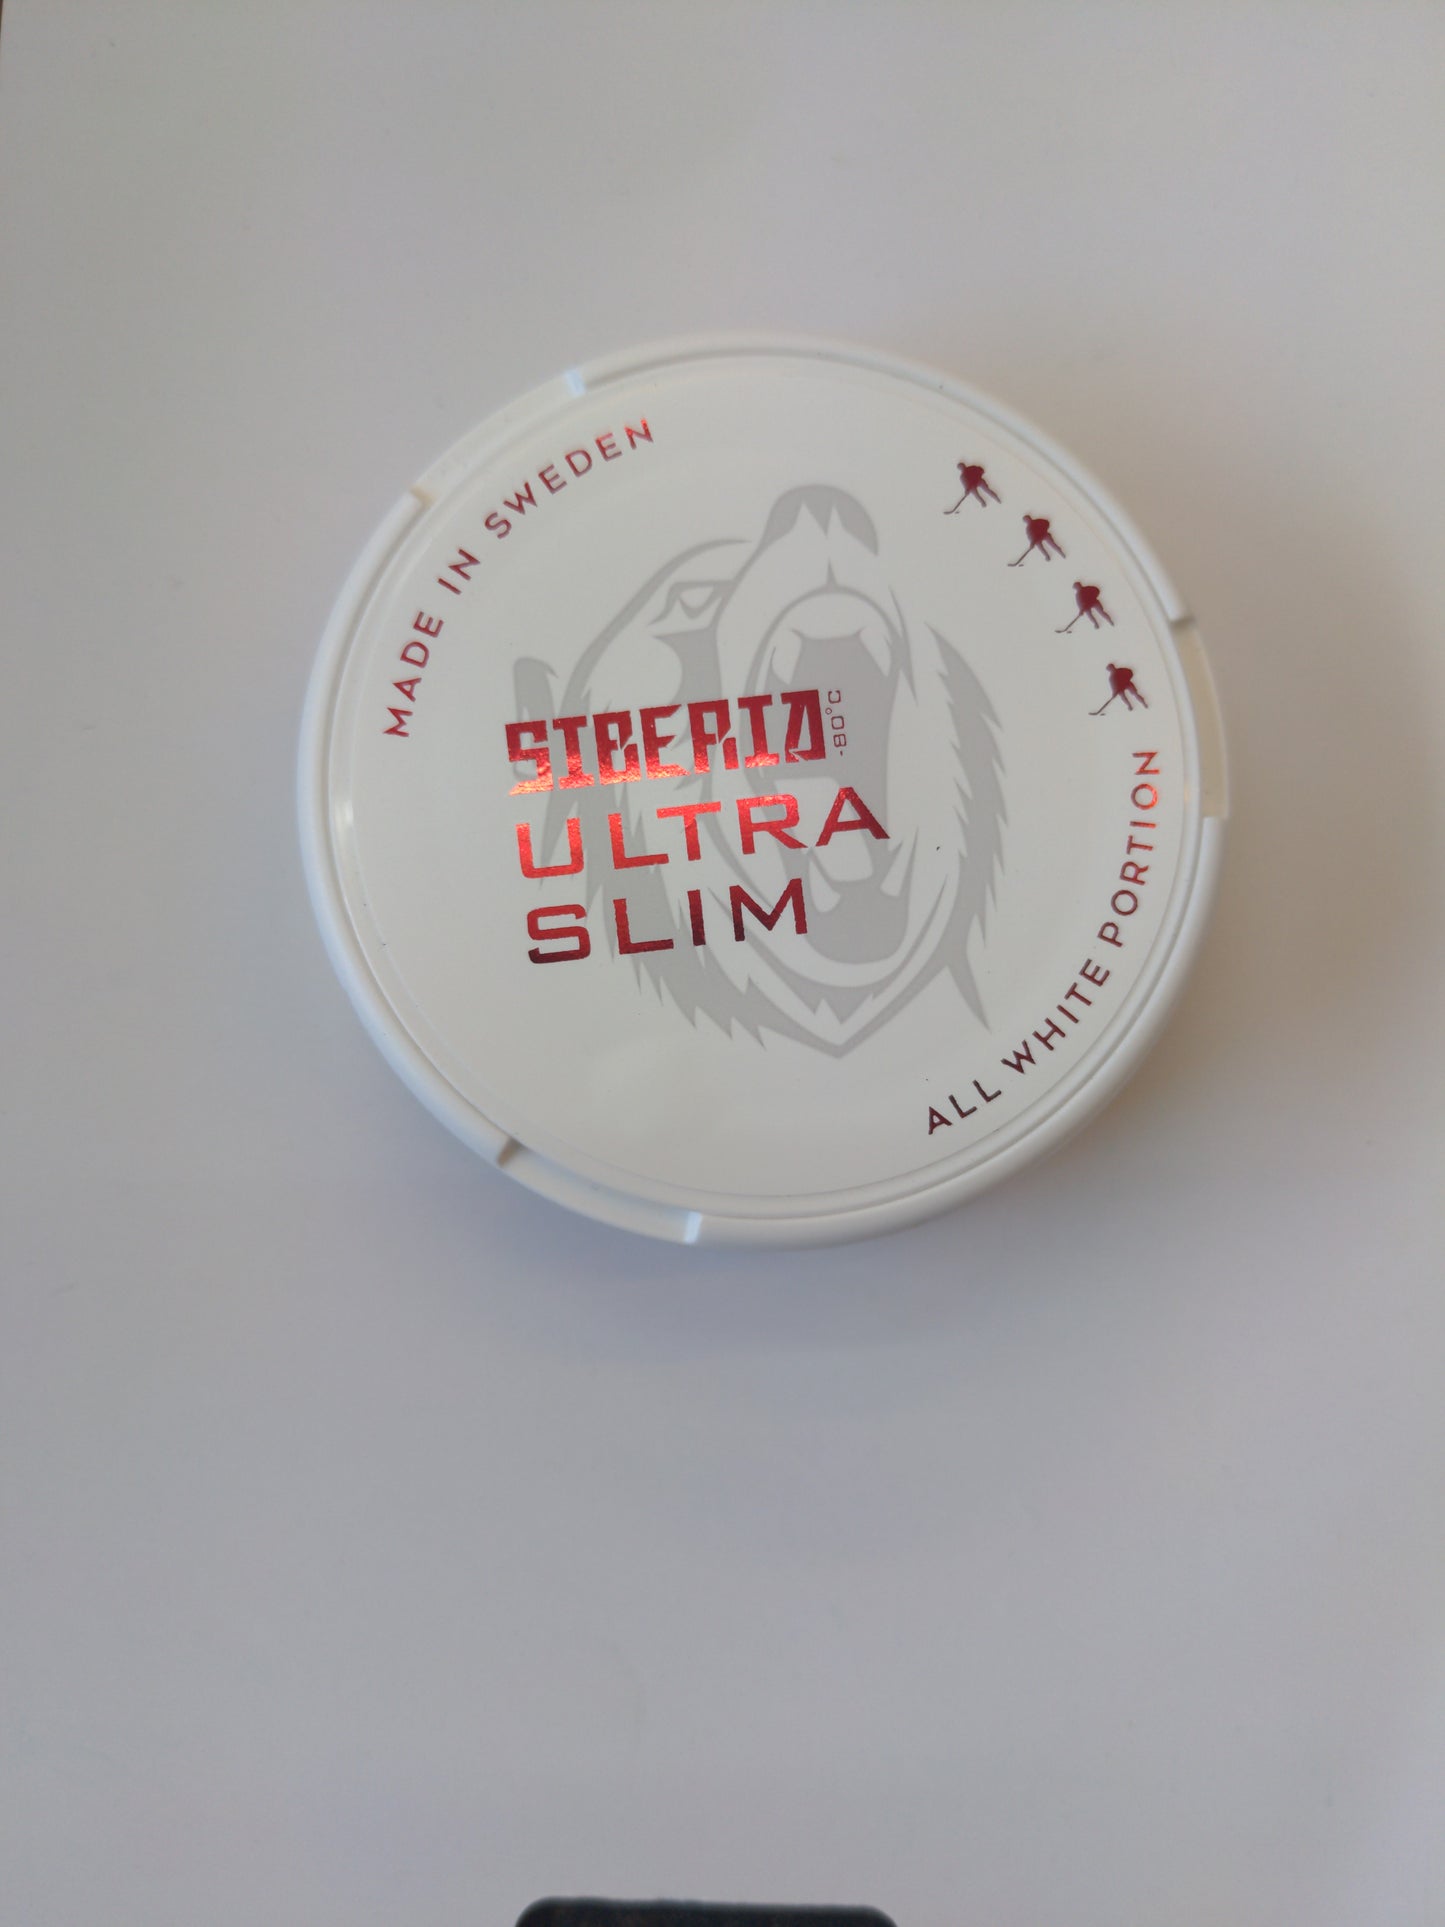 MADE IN SWEDEN
SIBERIA -80°C
ULTRA
SLIM
ALL WHITE PORTION